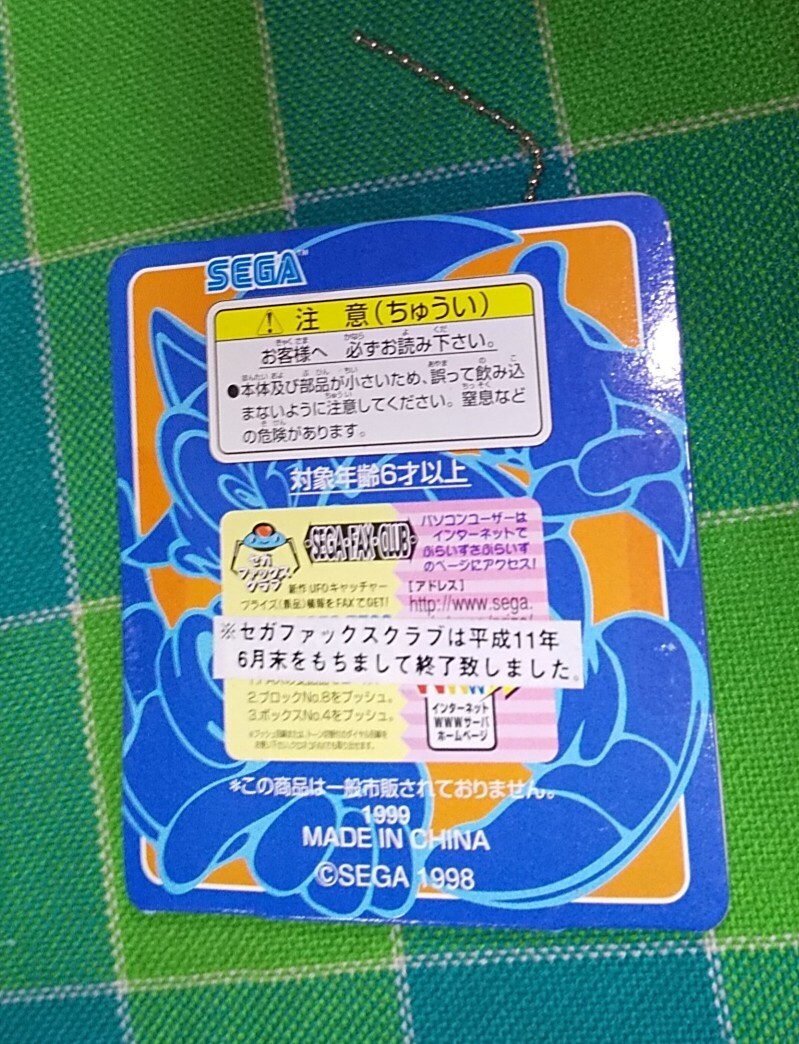 SEGA™
注意(ちゅうい)
お客様へ 必ずお読み下さい。
●本体及び部品が小さいため、誤って飲み込
まないように注意してください。窒息など
の危険があります。
対象年齢6才以上
セガ
ファックス
クラブ
SEGA・FAX・CLUB
新作UFOキャッチャー
プライズ(景品)情報をFAXでGET!
パソコンユーザーは
インターネットで
ぷらいずさぷらいず
のページにアクセス!
[アドレス]
http://www.sega.
※セガファックスクラブは平成11年
6月末をもちまして終了致しました。
2.ブロックNo.8をプッシュ。
3.ボックスNo.4をプッシュ。
インターネット
WWWサーバ
ホームページ
*この商品は一般市販されておりません。
1999
MADE IN CHINA
©SEGA 1998